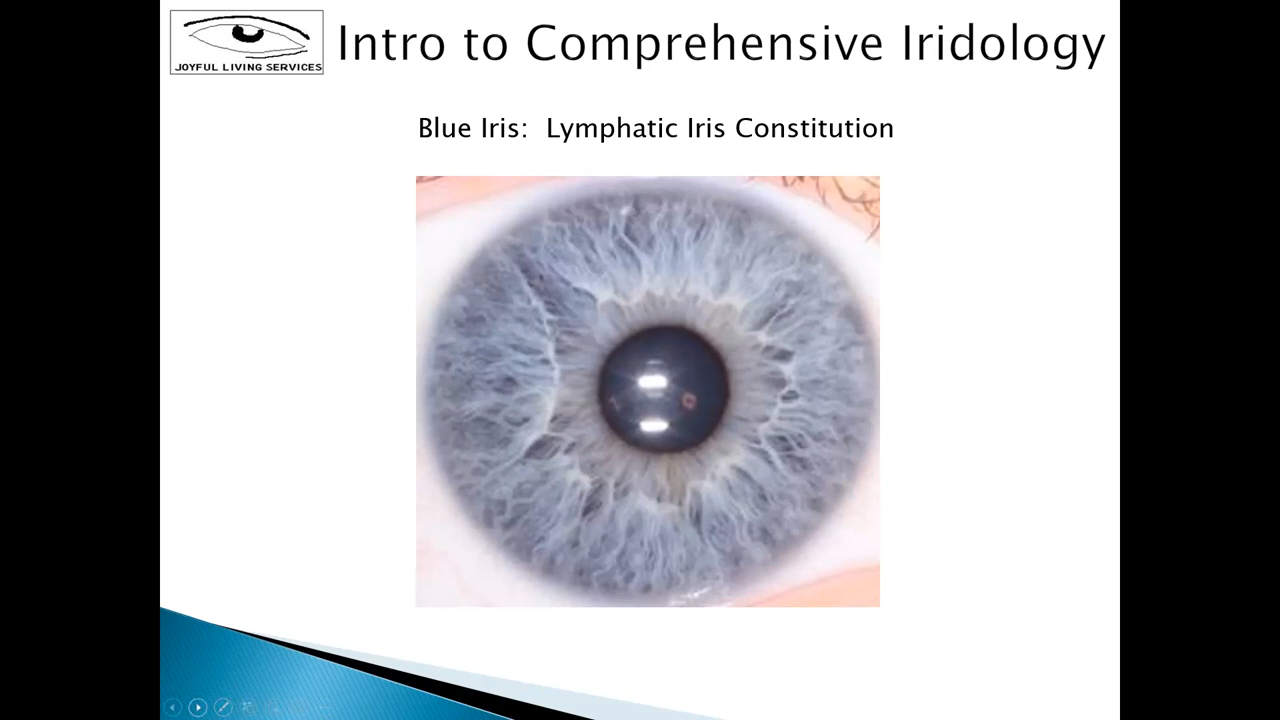 Intro to Comprehensive Iridology
JOYFUL LIVING SERVICES
Blue Iris:  Lymphatic Iris Constitution